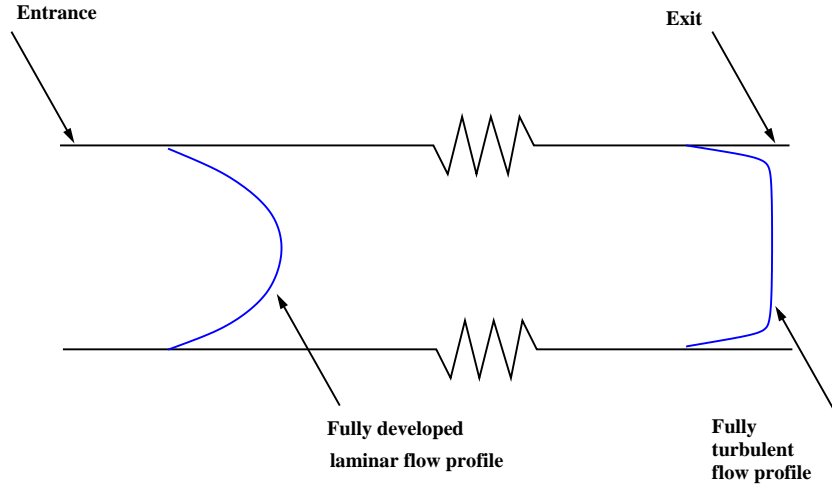 Entrance
Exit
Fully developed
laminar flow profile
Fully
turbulent
flow profile